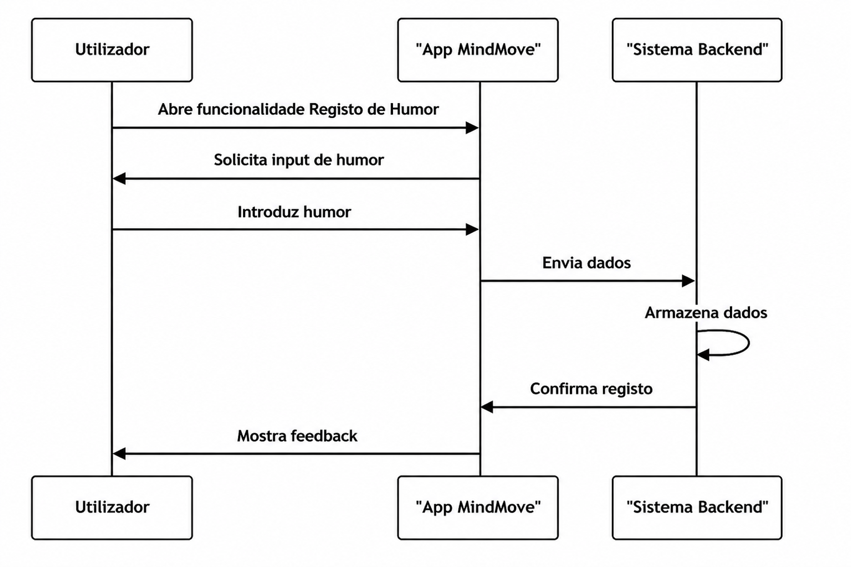 Utilizador
"App MindMove"
"Sistema Backend"
Abre funcionalidade Registo de Humor
Solicita input de humor
Introduz humor
Envia dados
Armazena dados
Confirma registo
Mostra feedback
Utilizador
"App MindMove"
"Sistema Backend"